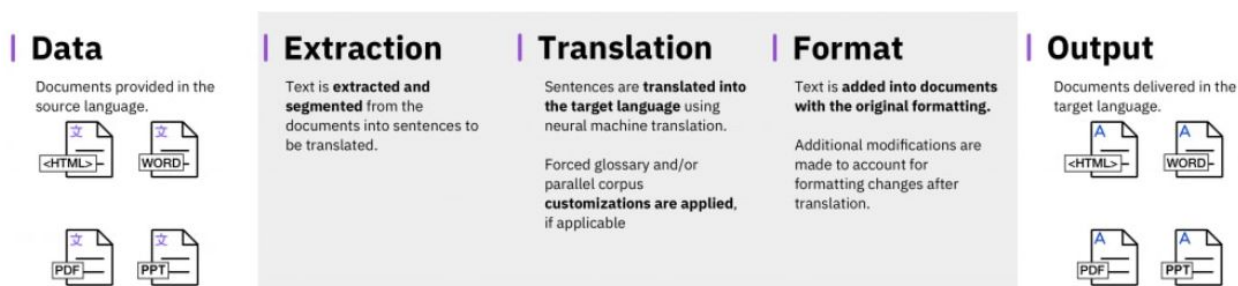 Data
Documents provided in the
source language.
文
<HTML>
文
WORD
文
PDF
文
PPT
Extraction
Text is extracted and
segmented from the
documents into sentences to
be translated.
Translation
Sentences are translated into
the target language using
neural machine translation.
Forced glossary and/or
parallel corpus
customizations are applied,
if applicable
Format
Text is added into documents
with the original formatting.
Additional modifications are
made to account for
formatting changes after
translation.
Output
Documents delivered in the
target language.
A
<HTML>
A
WORD
A
PDF
A
PPT